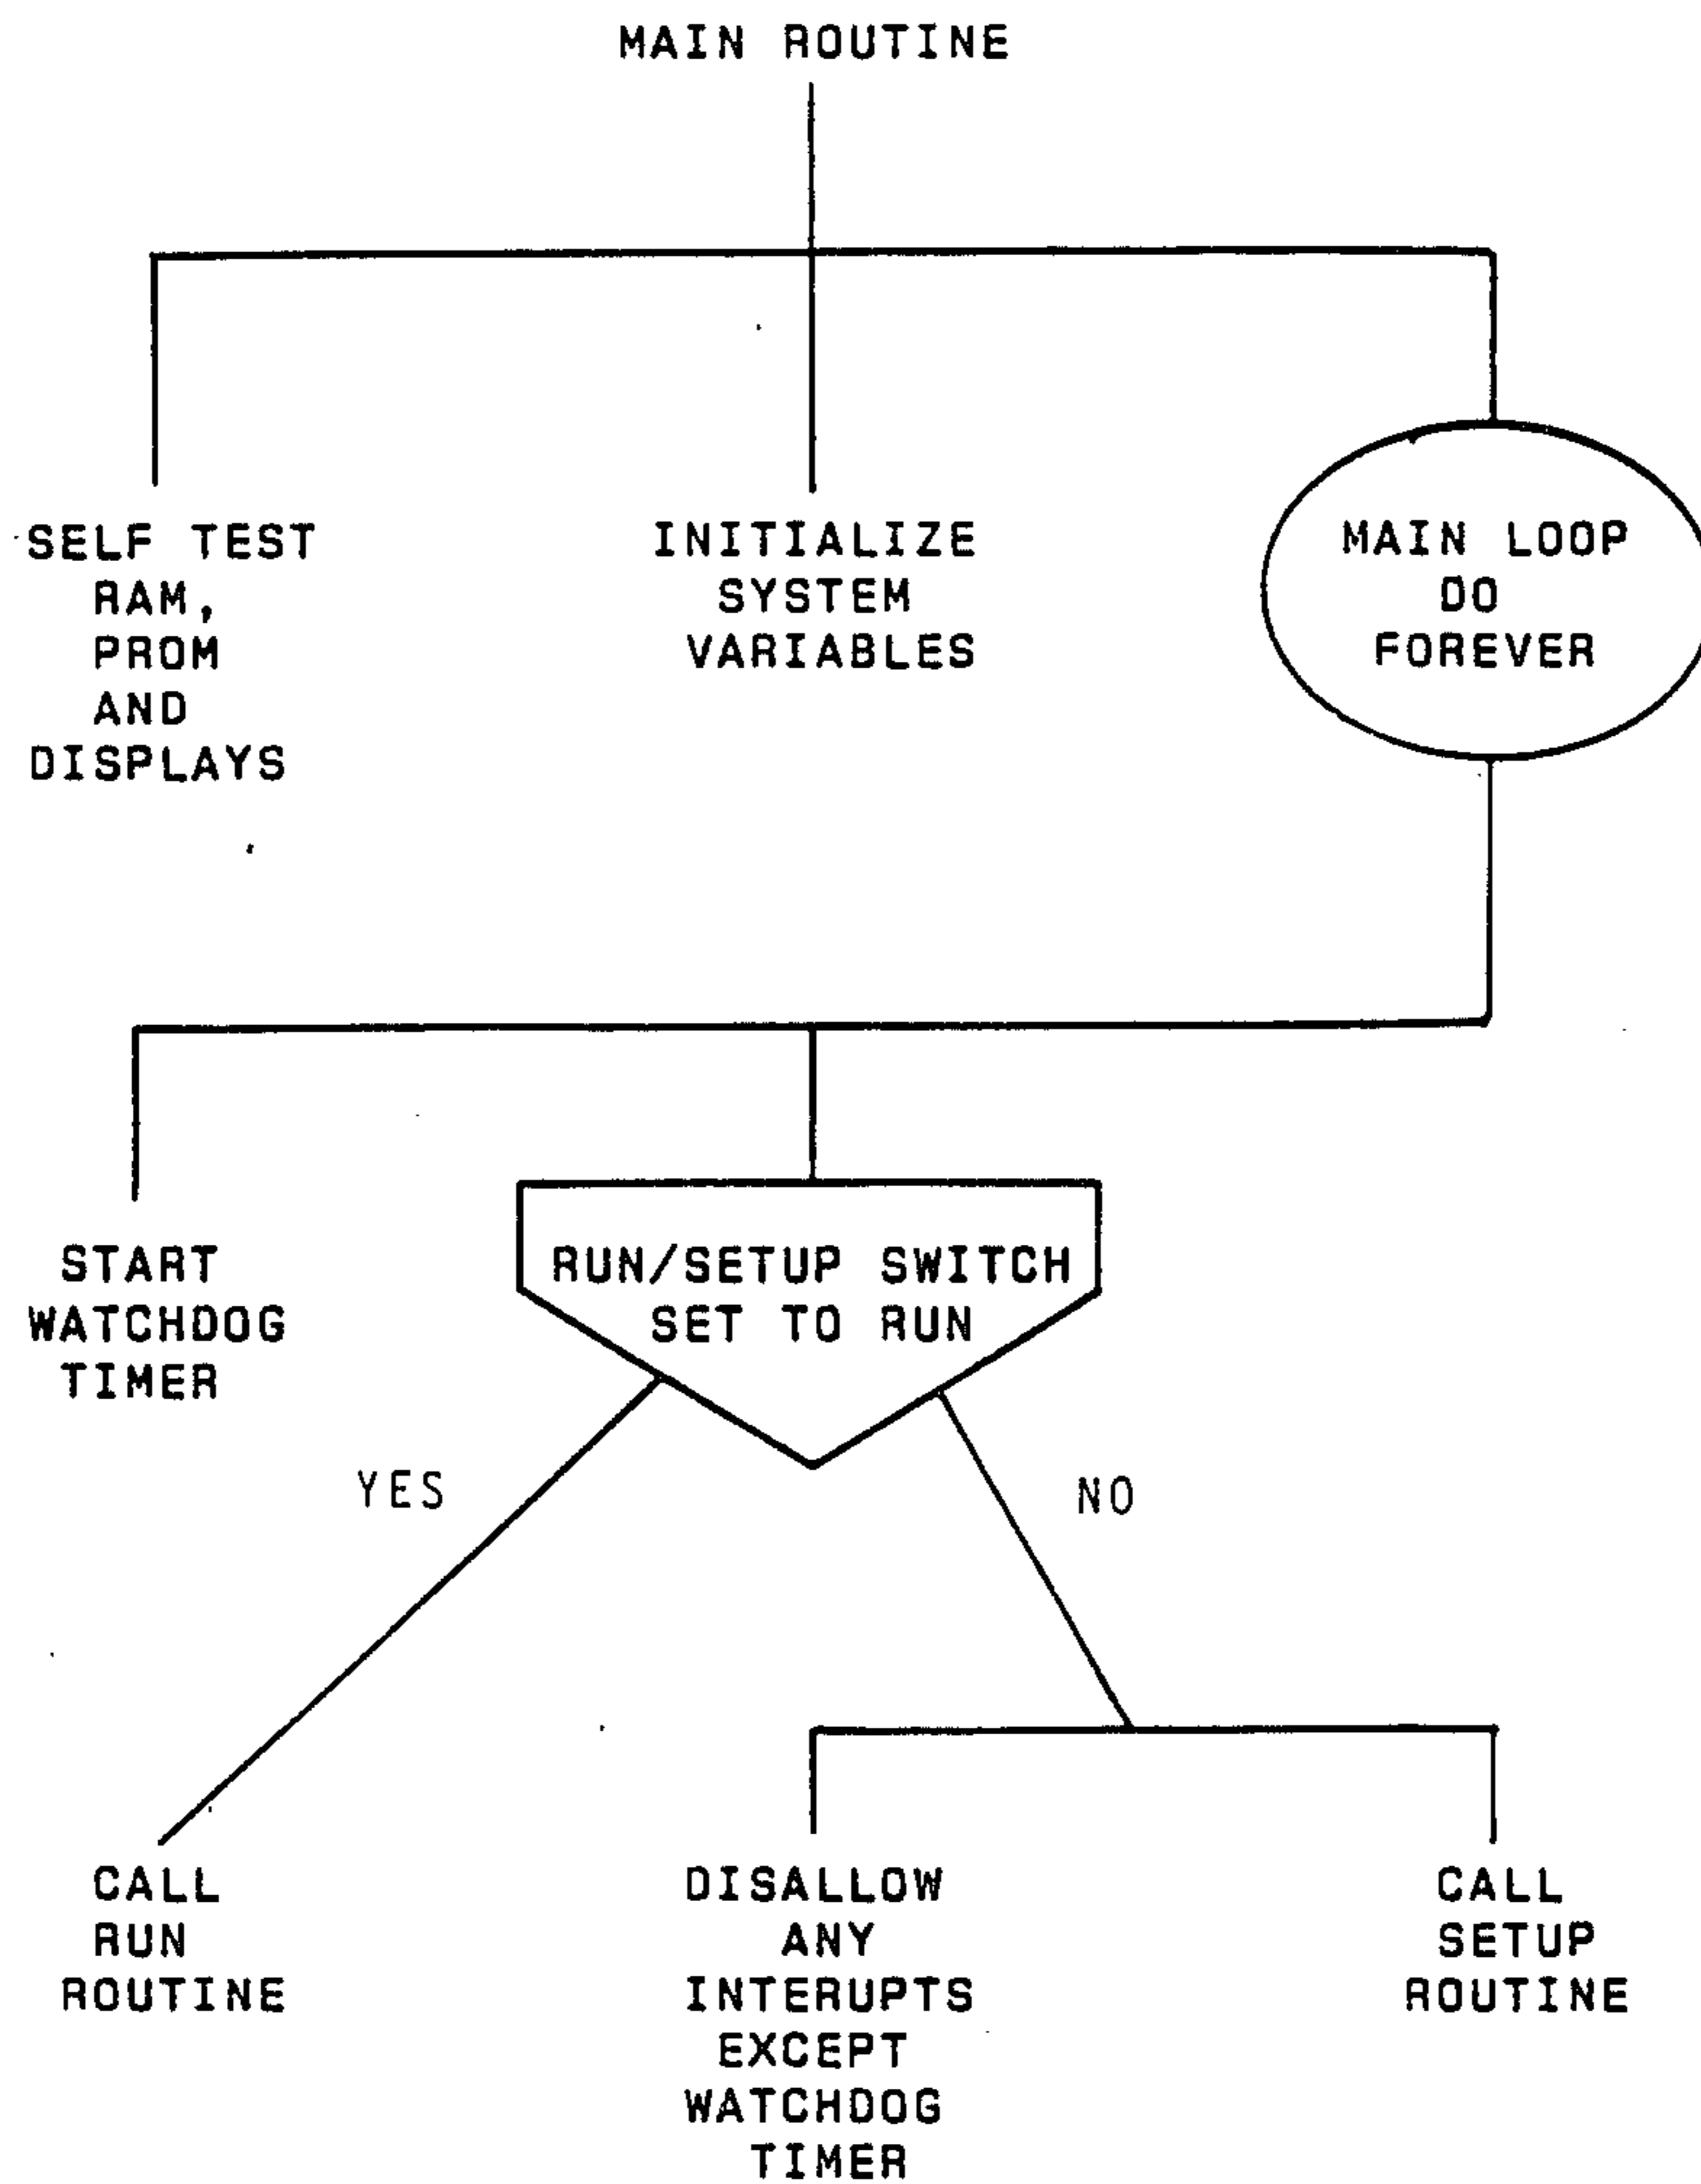 MAIN ROUTINE
SELF TEST
RAM,
PROM
AND
DISPLAYS
INITIALIZE
SYSTEM
VARIABLES
MAIN LOOP
DO
FOREVER
START
WATCHDOG
TIMER
RUN/SETUP SWITCH
SET TO RUN
YES
NO
CALL
RUN
ROUTINE
DISALLOW
ANY
INTERUPTS
EXCEPT
WATCHDOG
TIMER
CALL
SETUP
ROUTINE